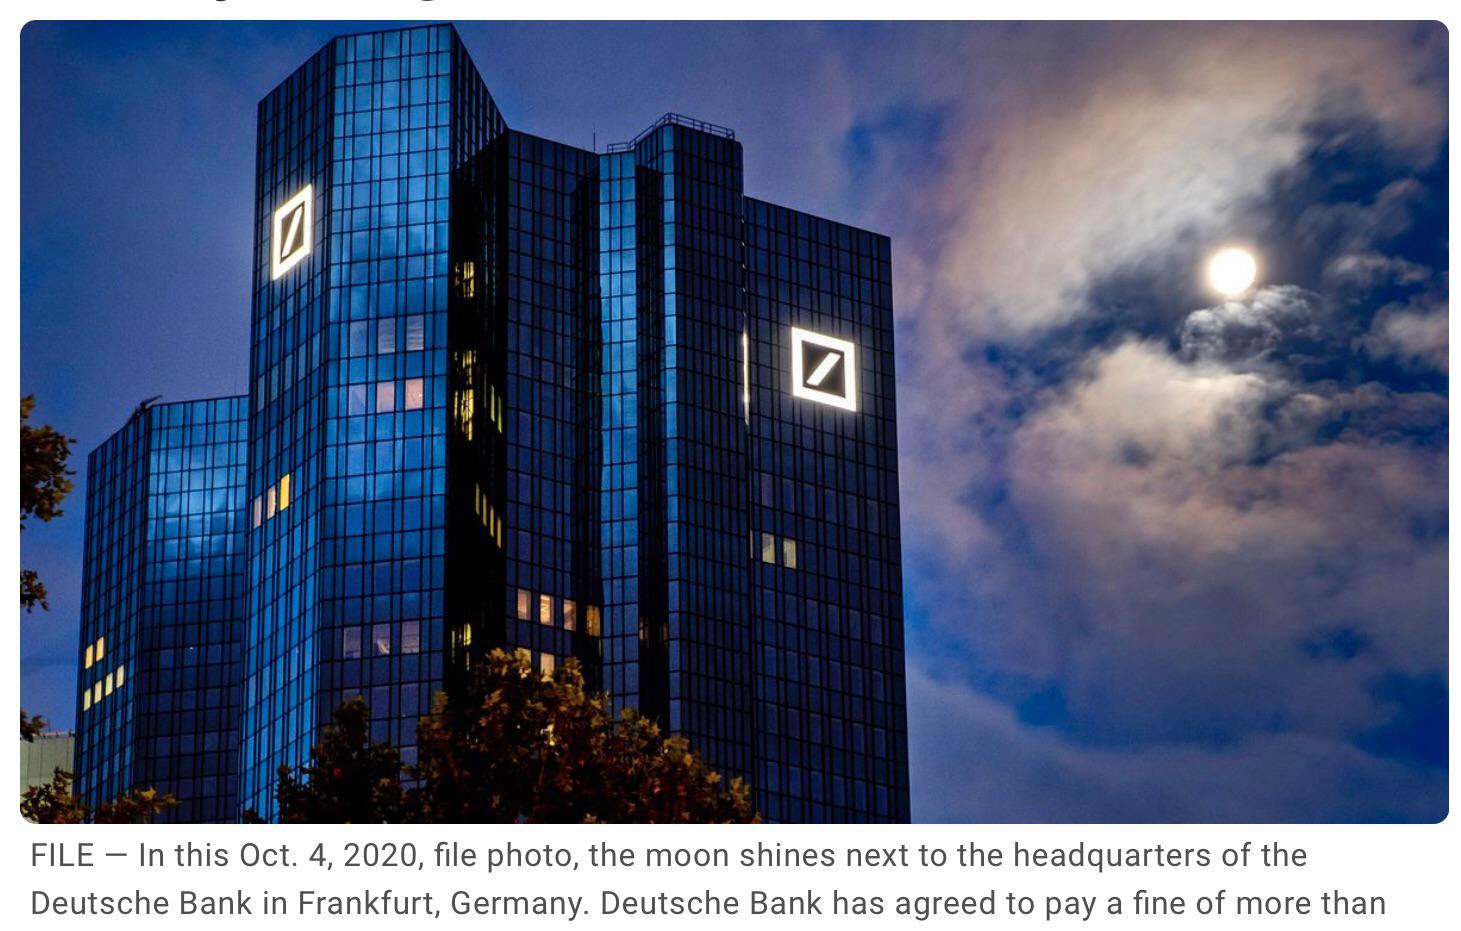 FILE — In this Oct. 4, 2020, file photo, the moon shines next to the headquarters of the
Deutsche Bank in Frankfurt, Germany. Deutsche Bank has agreed to pay a fine of more than